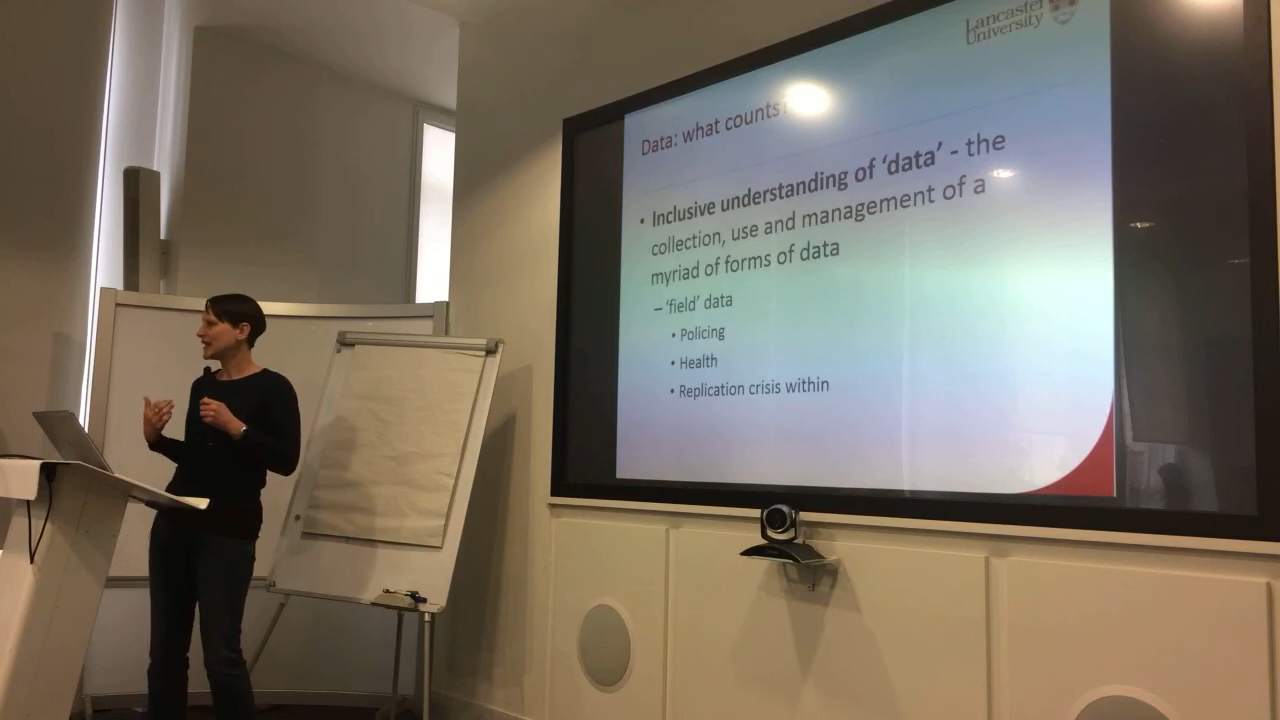 Lancaster
University
Data: what counts
• Inclusive understanding of ‘data’ - the
collection, use and management of a
myriad of forms of data
– ‘field’ data
• Policing
• Health
• Replication crisis within